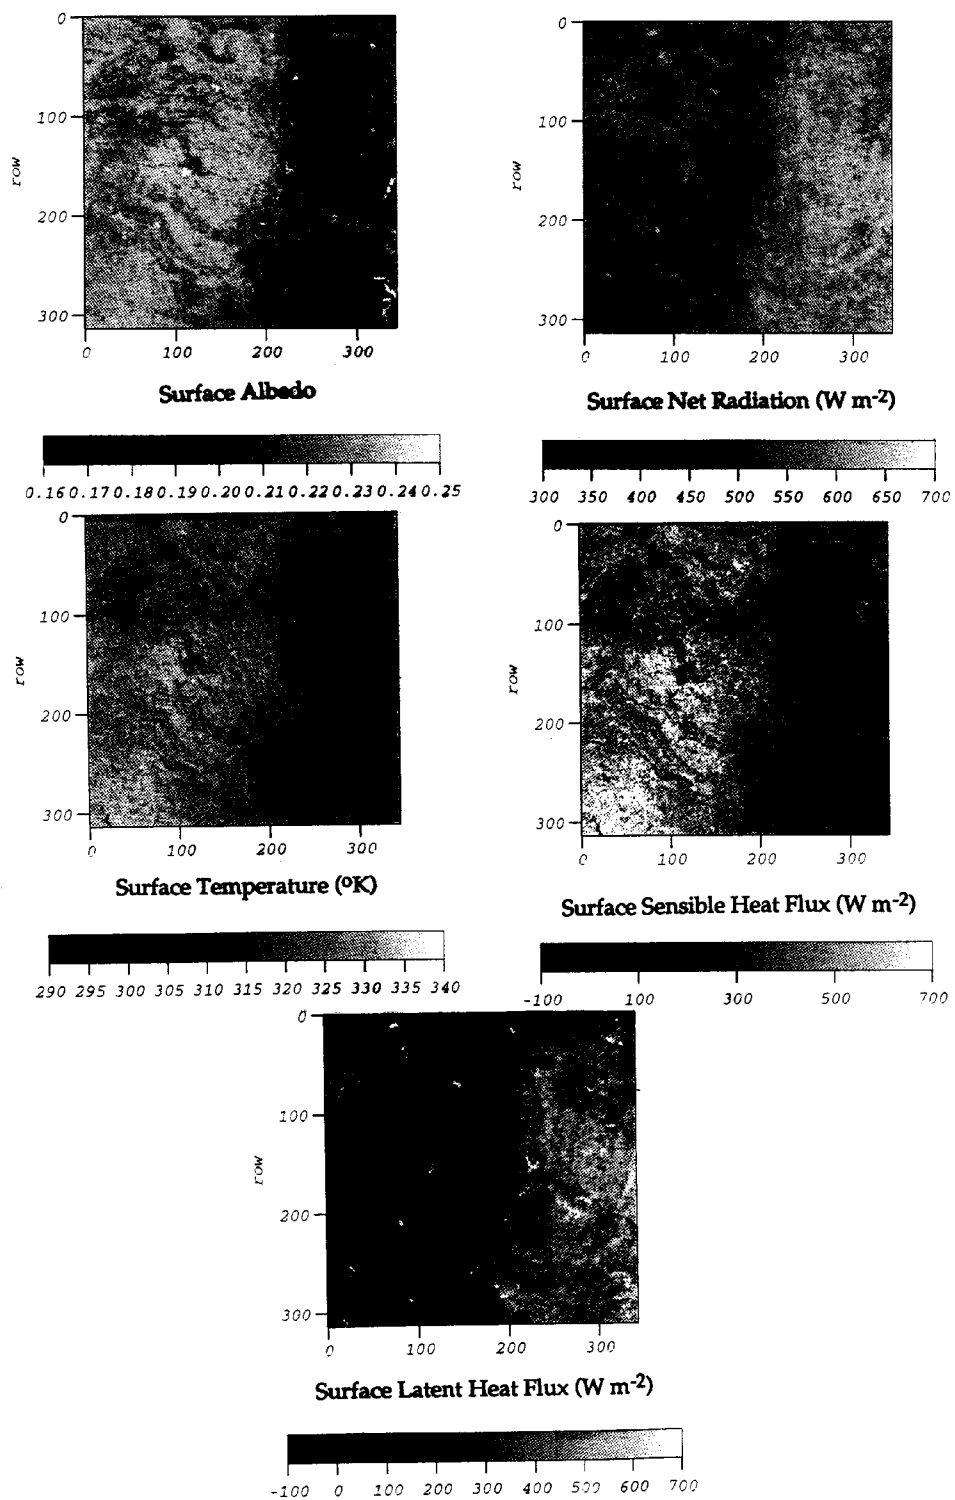 0
100
row
200
300
0 100 200 300
Surface Albedo
0.16 0.17 0.18 0.19 0.20 0.21 0.22 0.23 0.24 0.25
0
100
row
200
300
0 100 200 300
Surface Net Radiation (W m-2)
300 350 400 450 500 550 600 650 700
0
100
row
200
300
0 100 200 300
Surface Temperature (oK)
290 295 300 305 310 315 320 325 330 335 340
0
100
row
200
300
0 100 200 300
Surface Sensible Heat Flux (W m-2)
-100 100 300 500 700
0
100
row
200
300
0 100 200 300
Surface Latent Heat Flux (W m-2)
-100 0 100 200 300 400 500 600 700